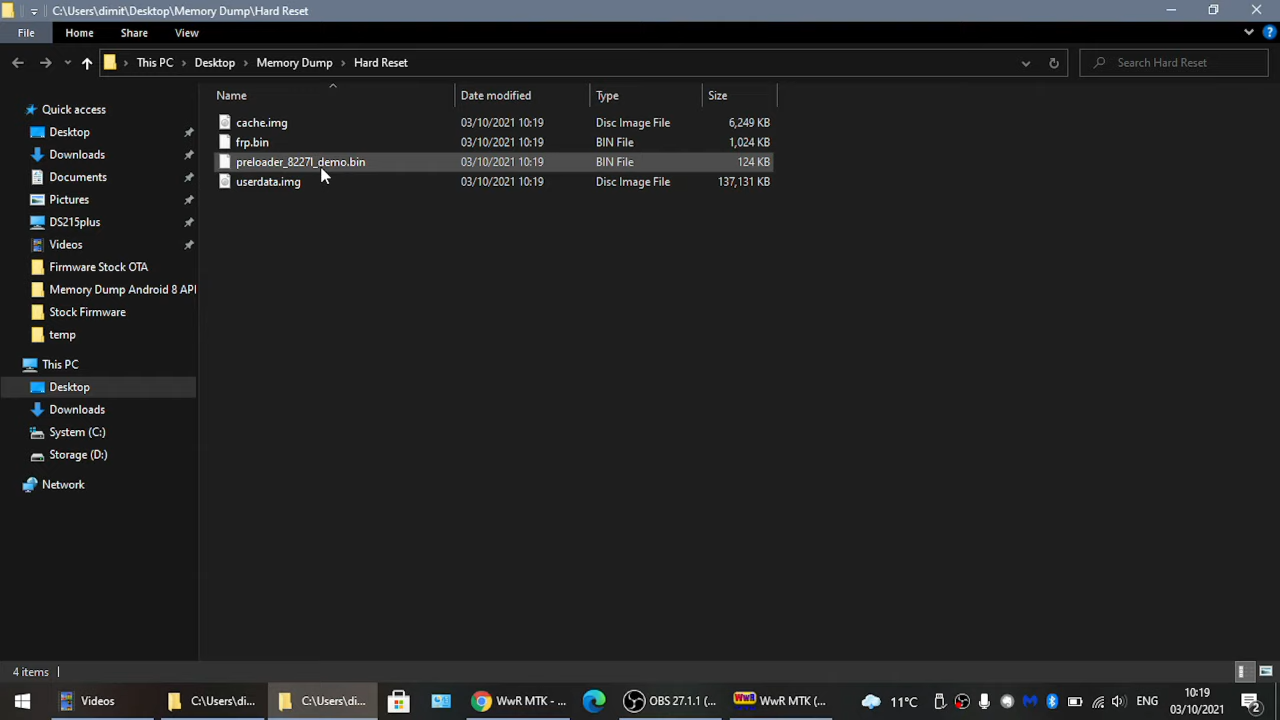 C:\Users\dimit\Desktop\Memory Dump\Hard Reset
File Home Share View
This PC Desktop Memory Dump Hard Reset Search Hard Reset
Name Date modified Type Size
cache.img 03/10/2021 10:19 Disc Image File 6,249 KB
frp.bin 03/10/2021 10:19 BIN File 1,024 KB
preloader_8227l_demo.bin 03/10/2021 10:19 BIN File 124 KB
userdata.img 03/10/2021 10:19 Disc Image File 137,131 KB
Quick access
Desktop
Downloads
Documents
Pictures
DS215plus
Videos
Firmware Stock OTA
Memory Dump Android 8 API
Stock Firmware
temp
This PC
Desktop
Downloads
System (C:)
Storage (D:)
Network
4 items
Videos C:\Users\di... C:\Users\di... WwR MTK - ... OBS 27.1.1 (... WwR WwR MTK (... 11°C ENG 10:19
03/10/2021 2